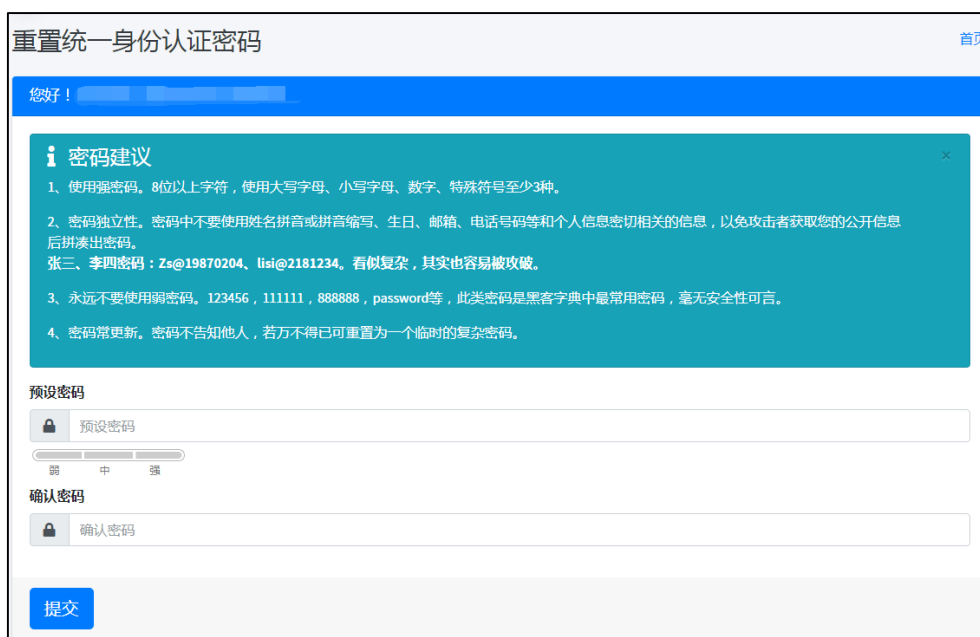 重置统一身份认证密码
首页
您好！
密码建议
×
1、使用强密码。8位以上字符，使用大写字母、小写字母、数字、特殊符号至少3种。
2、密码独立性。密码中不要使用姓名拼音或拼音缩写、生日、邮箱、电话号码等和个人信息密切相关的信息，以免攻击者获取您的公开信息
后拼凑出密码。
张三、李四密码：Zs@19870204、lisi@2181234。看似复杂，其实也容易被攻破。
3、永远不要使用弱密码。123456，111111，888888，password等，此类密码是黑客字典中最常用密码，毫无安全性可言。
4、密码常更新。密码不告知他人，若万不得已可重置为一个临时的复杂密码。
预设密码
预设密码
弱 中 强
确认密码
确认密码
提交